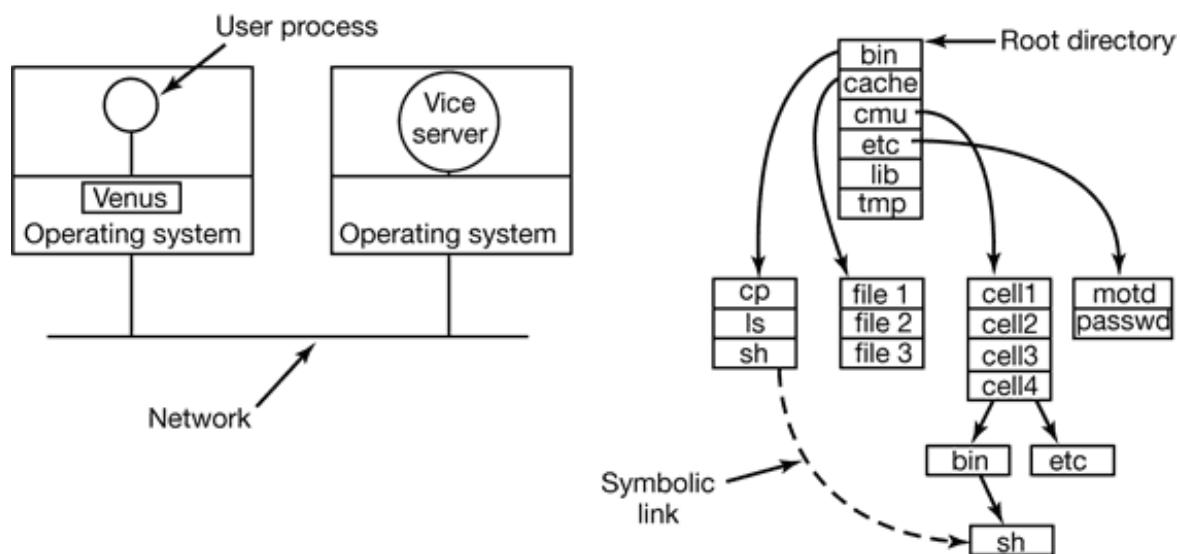 User process
Vice
server
Venus
Operating system
Operating system
Network
Root directory
bin
cache
cmu
etc
lib
tmp
cp
ls
sh
file 1
file 2
file 3
cell1
cell2
cell3
cell4
motd
passwd
bin
etc
Symbolic
link
sh